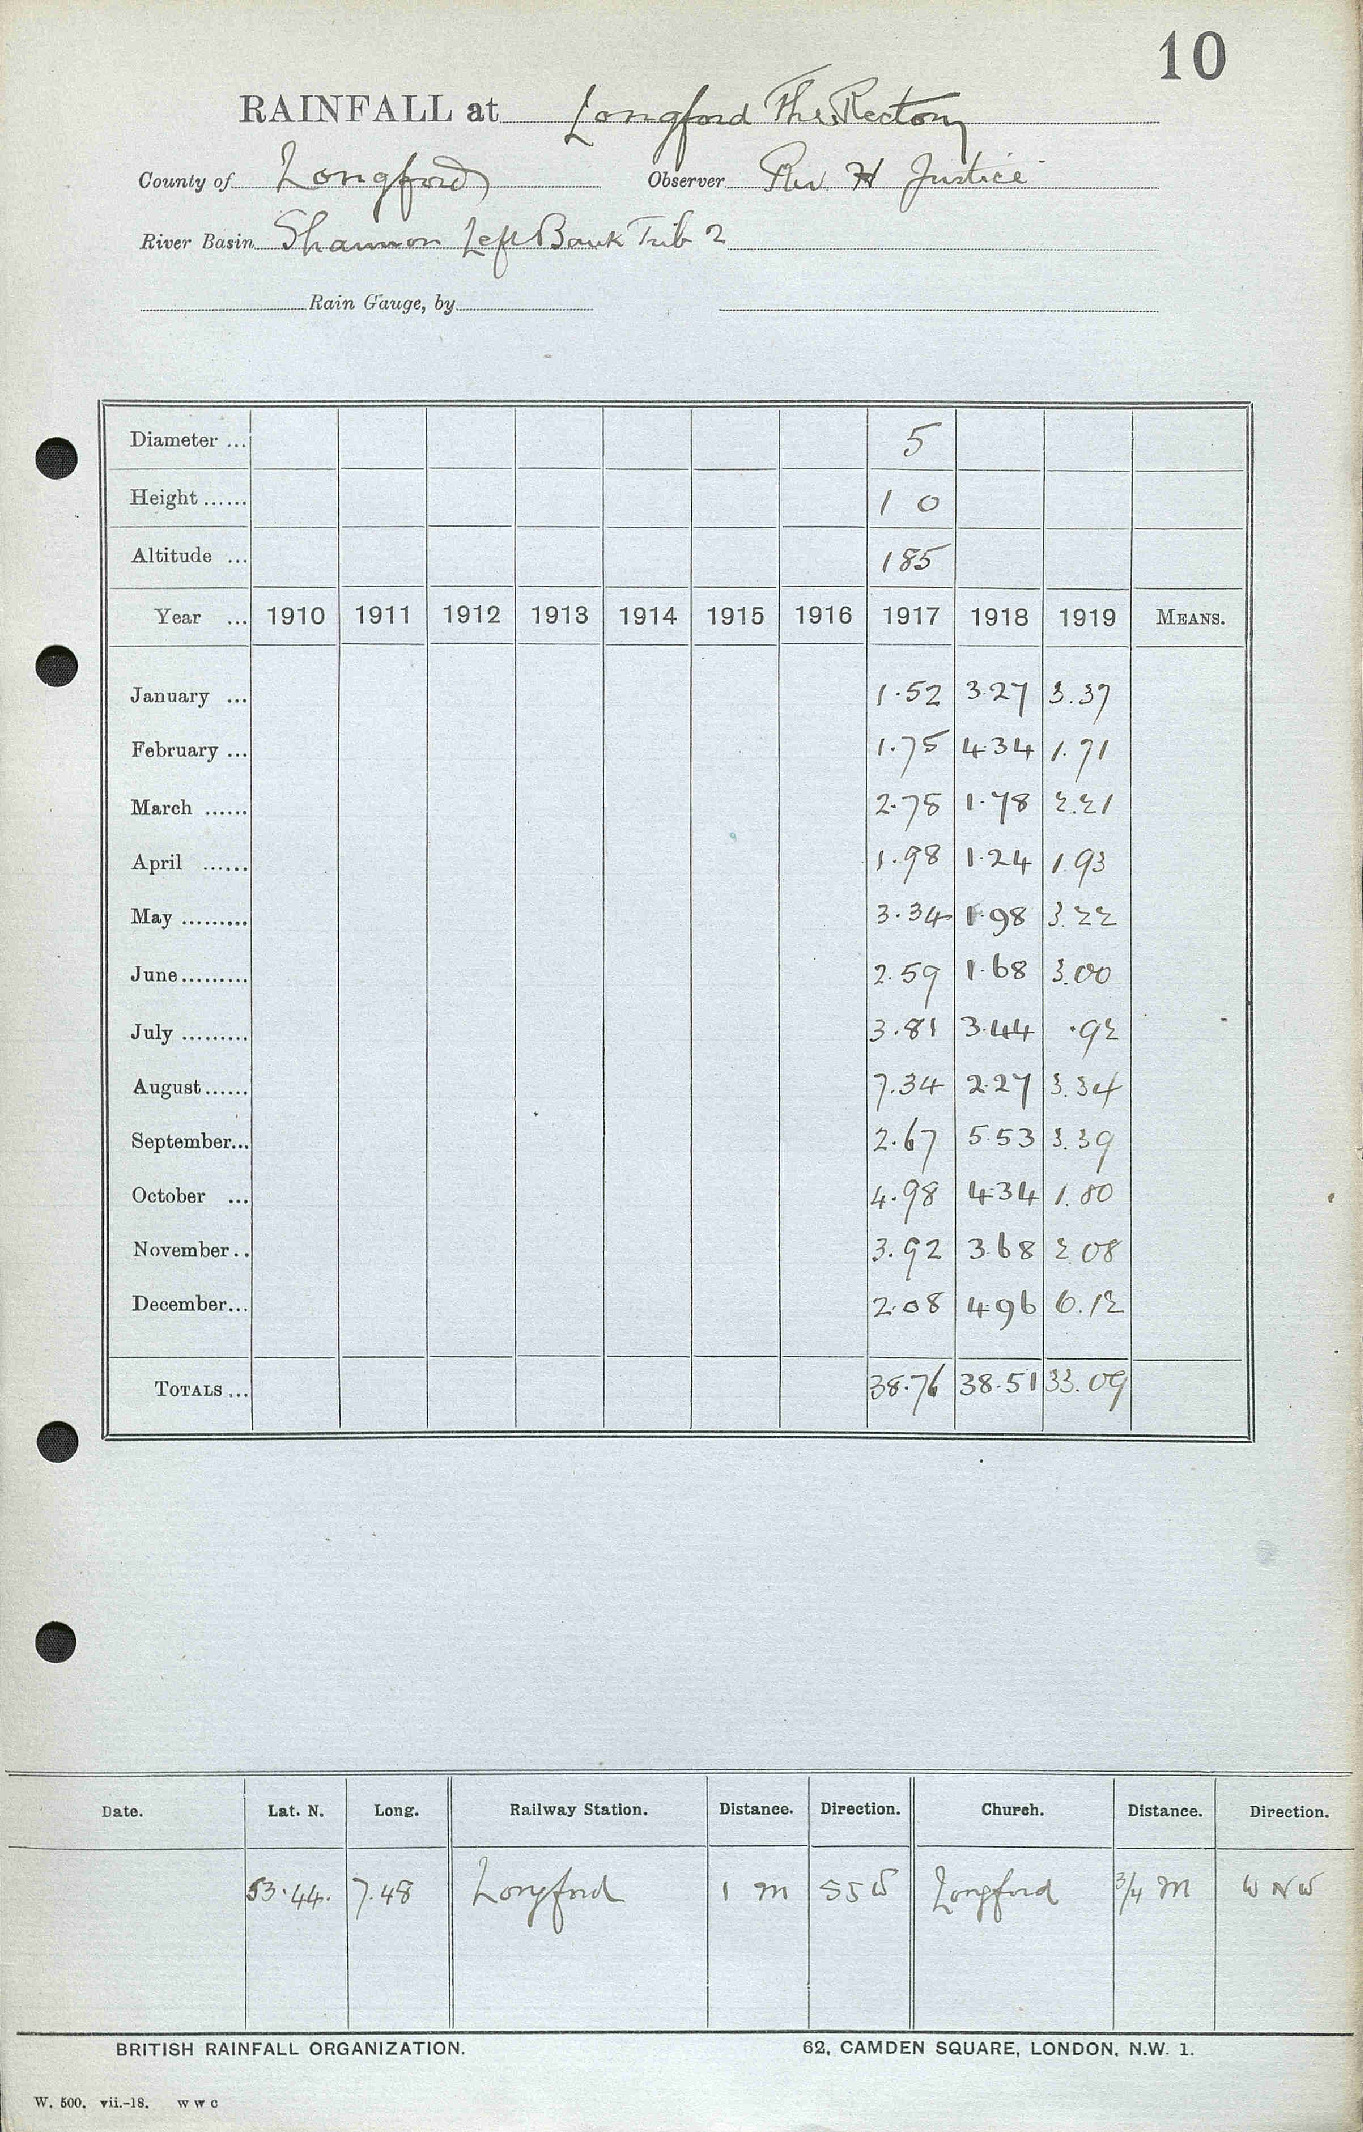 10
RAINFALL at Longford The Rectory
County of Longford Observer Rev H Justice
River Basin Shannon Left Bank Trib 2
Rain Gauge, by
Diameter ... 5
Height ...... 1 0
Altitude ... 185
Year ... 1910 1911 1912 1913 1914 1915 1916 1917 1918 1919 MEANS.
January ... 1.52 3.27 3.37
February ... 1.75 4.34 1.71
March ...... 2.78 1.78 2.21
April ...... 1.98 1.24 1.93
May ......... 3.34 1.98 3.22
June......... 2.59 1.68 3.00
July ......... 3.81 3.44 .92
August...... 7.34 2.27 3.34
September... 2.67 5.53 3.39
October ... 4.98 4.34 1.80
November.. 3.92 3.68 2.08
December... 2.08 4.96 6.12
TOTALS... 38.76 38.51 33.09
Date. Lat. N. Long. Railway Station. Distance. Direction. Church. Distance. Direction.
53.44. 7.48 Longford 1 m SSW Longford 3/4 m WNW
BRITISH RAINFALL ORGANIZATION. 62, CAMDEN SQUARE, LONDON, N.W. 1.
W. 500. vii.-18. w w c